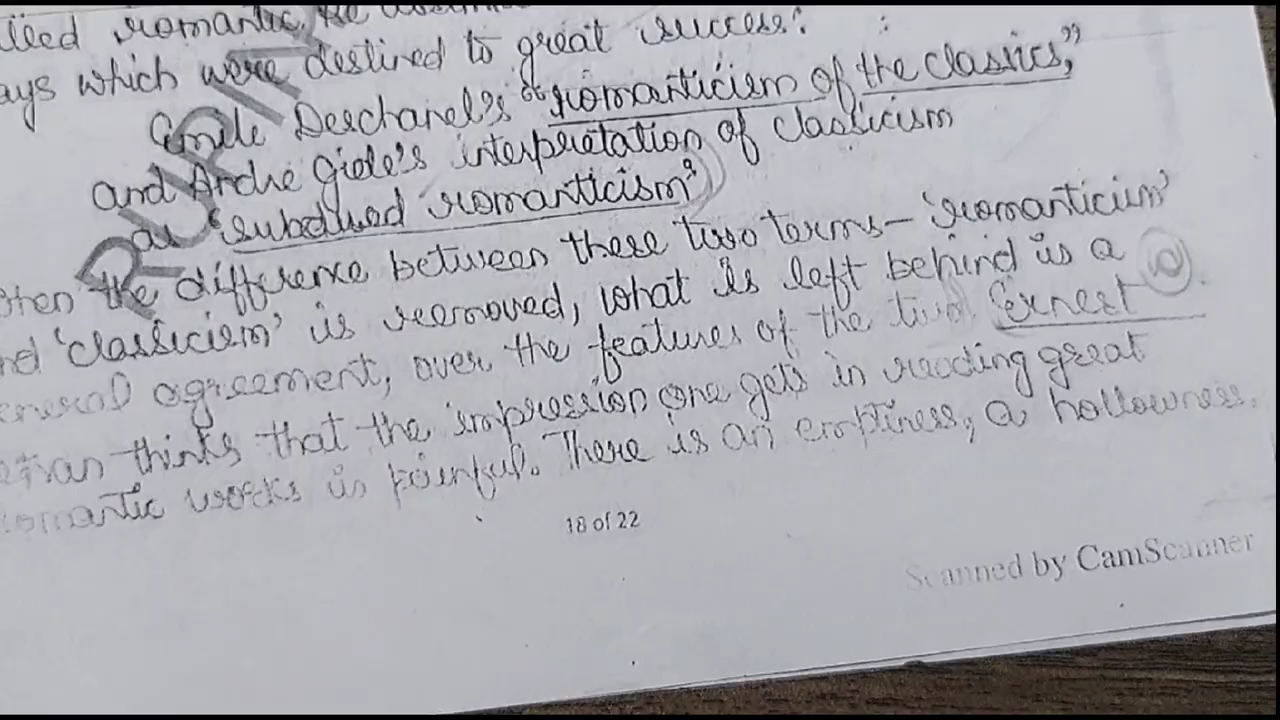 lled romantic. He
ays which were destined to great success.
Emile Deschanel's "romanticism of the classics,"
and Andre Gide's interpretation of classicism
as 'subdued romanticism'
when the difference between these two terms – 'romanticism'
nd 'classicism' is removed, what is left behind is a
eneral agreement, over the features of the two. Ernest
thinks that the impression one gets in reading great
omantic works is painful. There is an emptiness, a hollowness.
18 of 22
Scanned by CamScanner